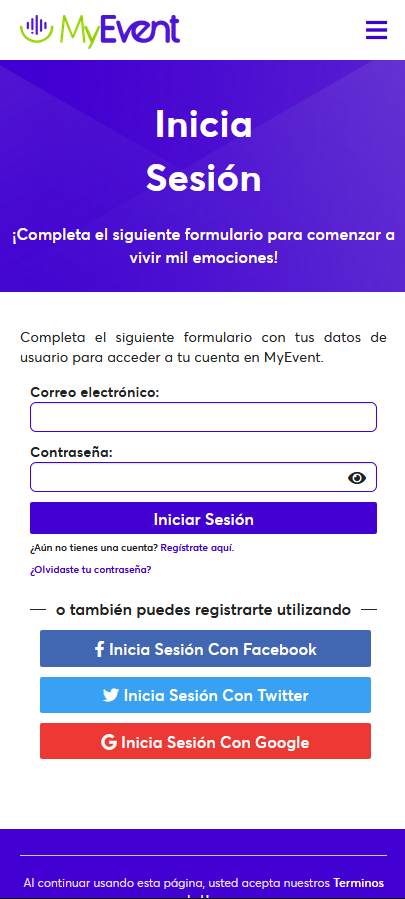 MyEvent
Inicia
Sesión
¡Completa el siguiente formulario para comenzar a
vivir mil emociones!
Completa el siguiente formulario con tus datos de
usuario para acceder a tu cuenta en MyEvent.
Correo electrónico:
Contraseña:
Iniciar Sesión
¿Aún no tienes una cuenta? Regístrate aquí.
¿Olvidaste tu contraseña?
o también puedes registrarte utilizando
Inicia Sesión Con Facebook
Inicia Sesión Con Twitter
Inicia Sesión Con Google
Al continuar usando esta página, usted acepta nuestros Terminos